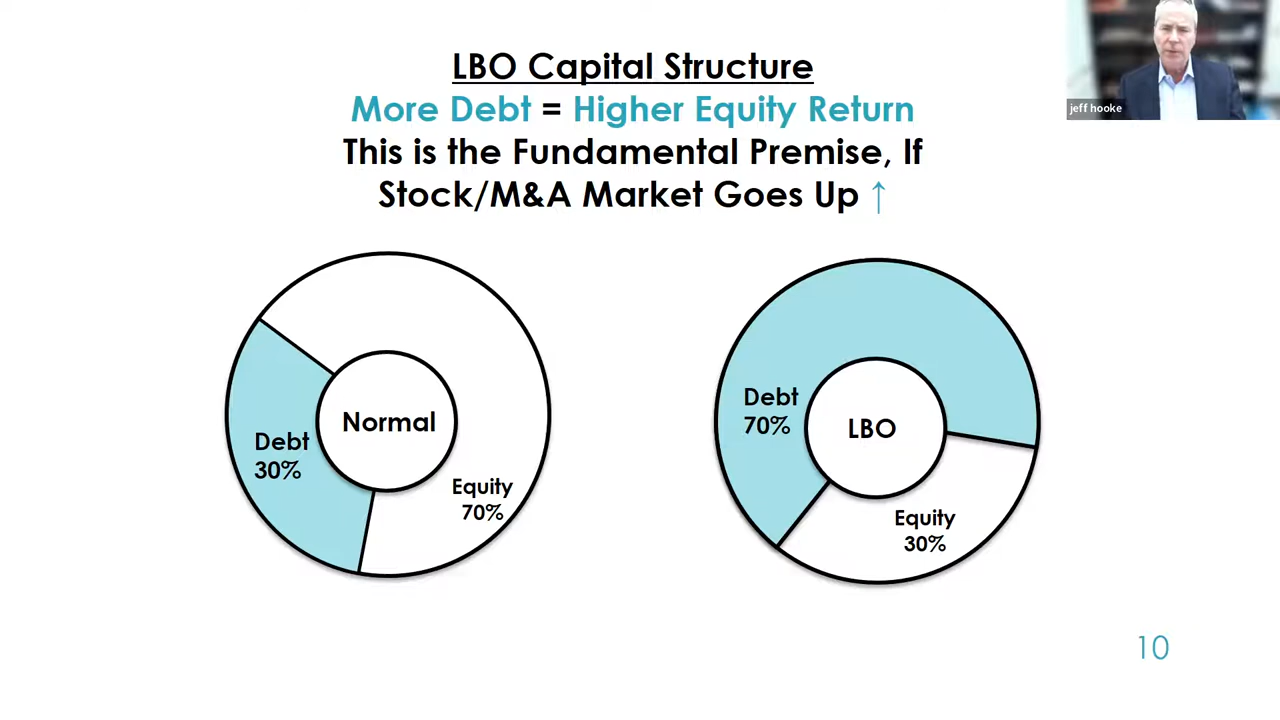 LBO Capital Structure
More Debt = Higher Equity Return
This is the Fundamental Premise, If
Stock/M&A Market Goes Up ↑
jeff hooke
Normal
Debt
30%
Equity
70%
LBO
Debt
70%
Equity
30%
10